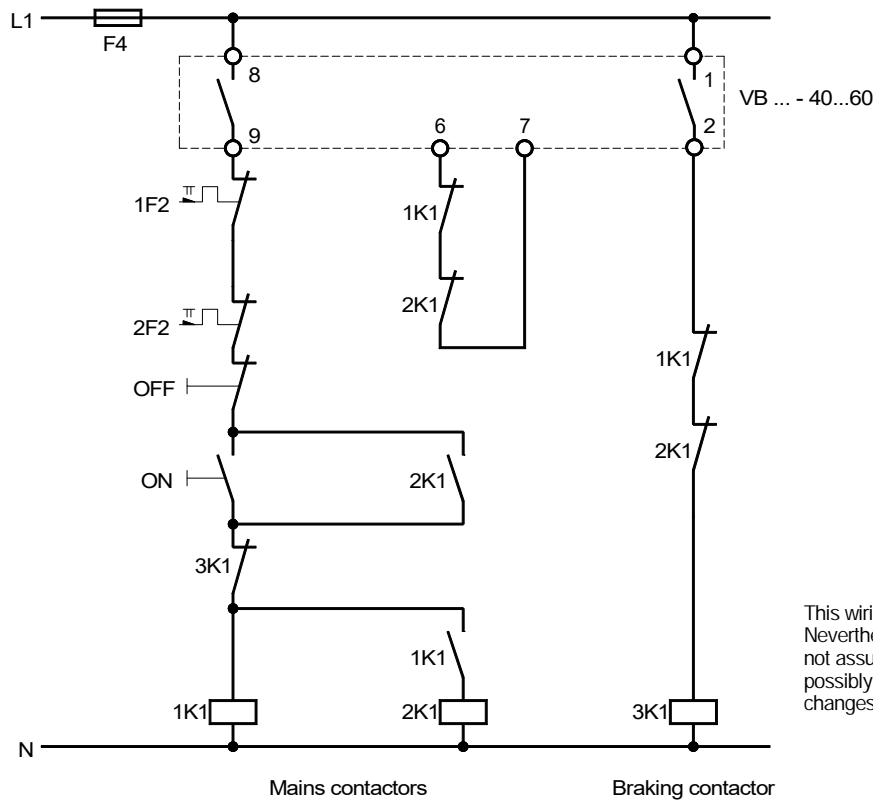 L1
F4
8
1
VB ... - 40...60
9
6
7
2
1F2
1K1
2F2
2K1
1K1
OFF
2K1
ON
2K1
3K1
This wiri
Neverthe
1K1
not assu
possibly
changes
1K1
2K1
3K1
N
Mains contactors
Braking contactor